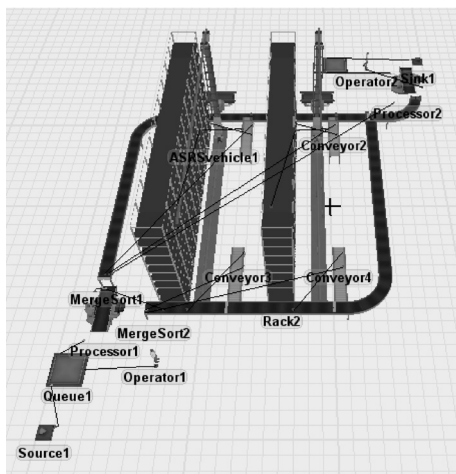 Operator2
Sink1
Processor2
ASRSvehicle1
Conveyor2
Conveyor3
Conveyor4
MergeSort1
MergeSort2
Rack2
Processor1
Operator1
Queue1
Source1